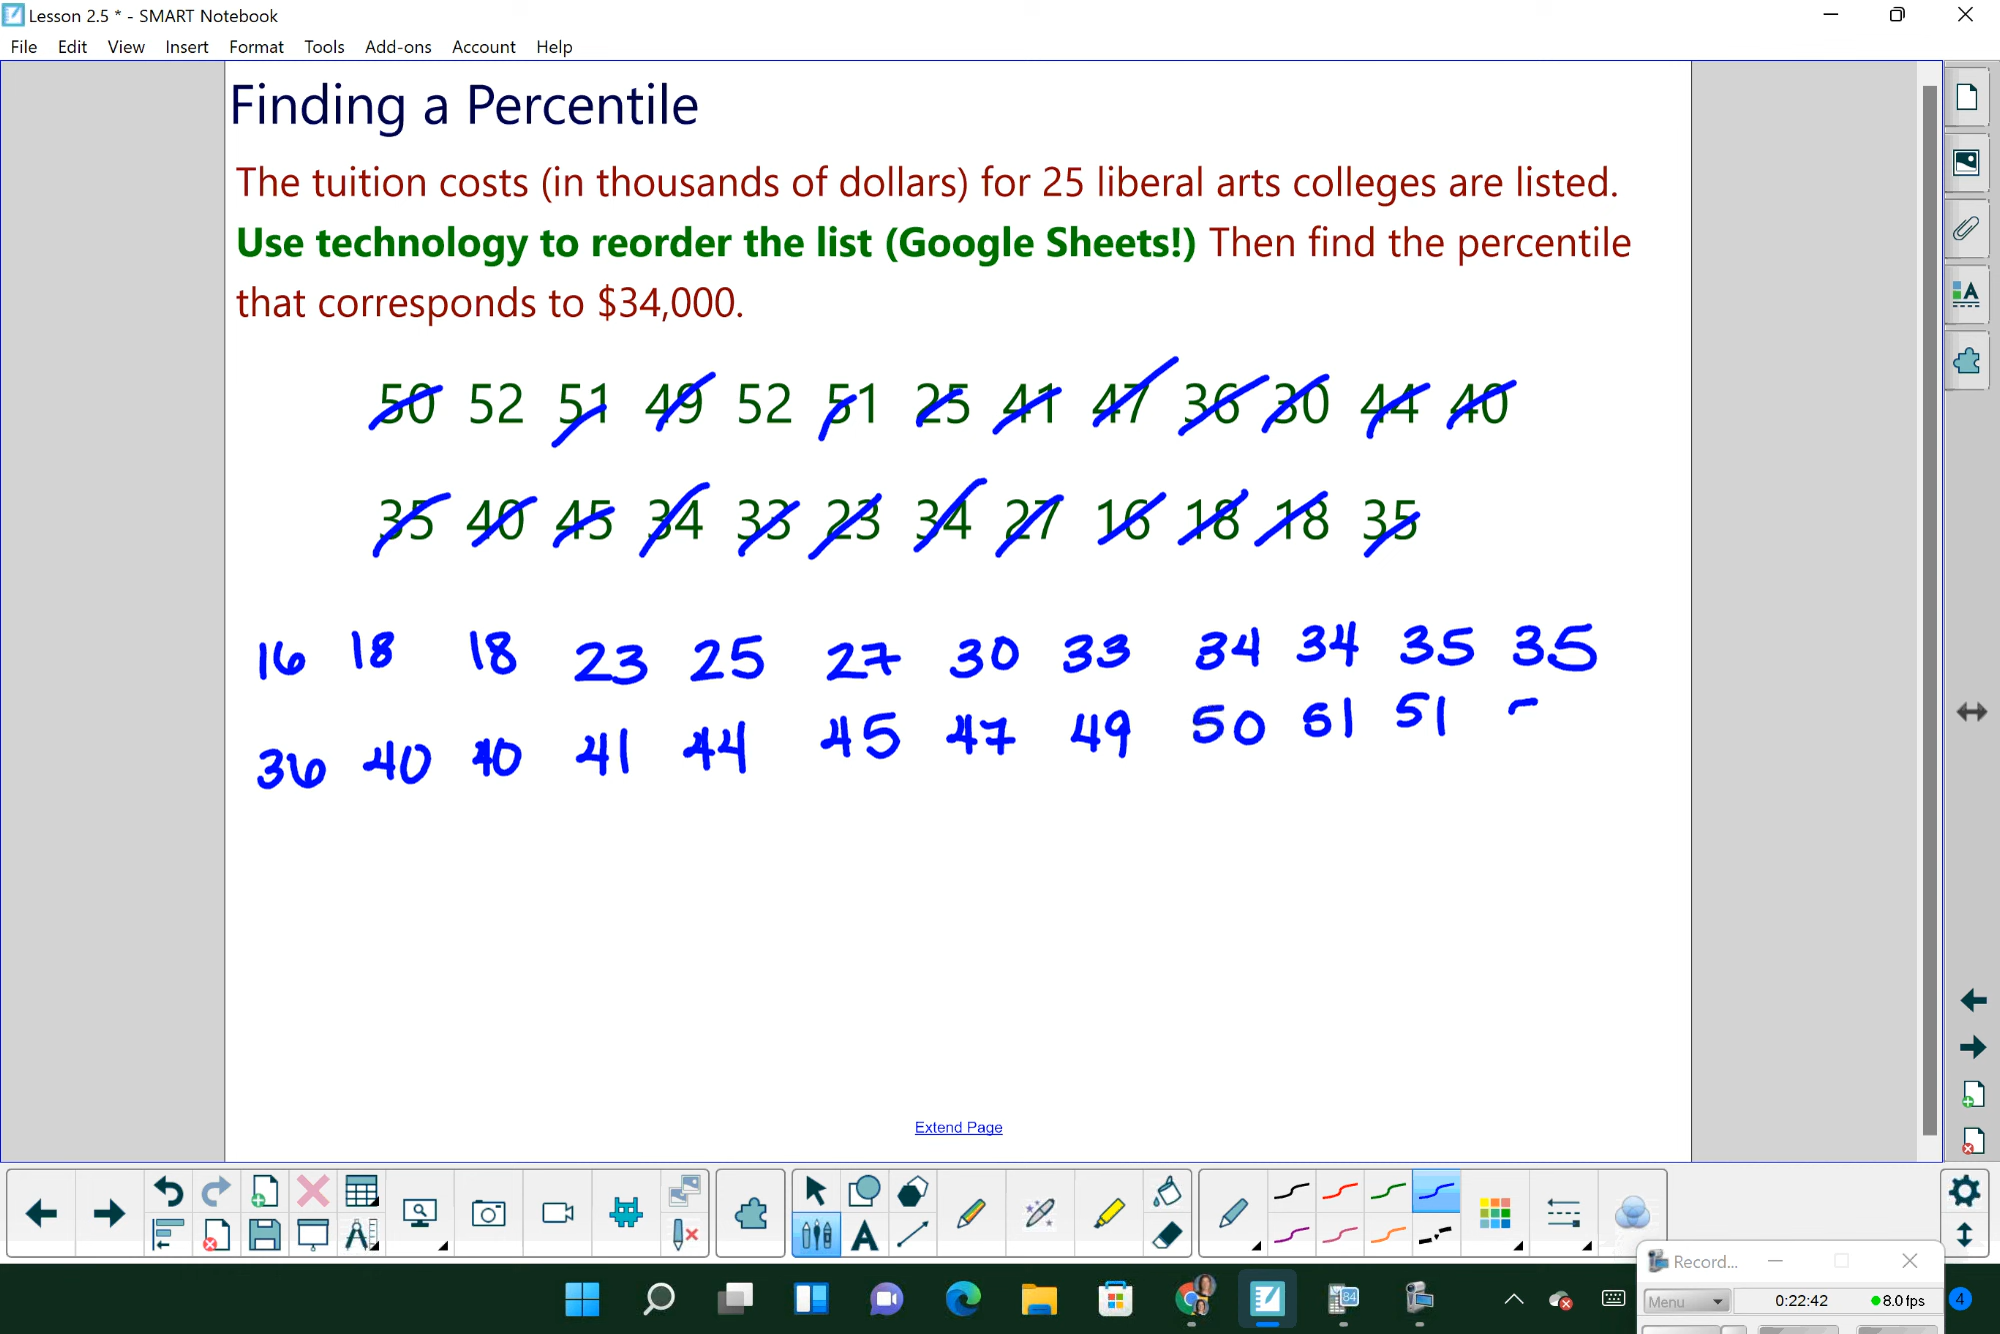 Lesson 2.5 * - SMART Notebook
File Edit View Insert Format Tools Add-ons Account Help
Finding a Percentile
The tuition costs (in thousands of dollars) for 25 liberal arts colleges are listed.
Use technology to reorder the list (Google Sheets!) Then find the percentile
that corresponds to $34,000.
50 52 51 49 52 51 25 41 47 36 30 44 40
35 40 45 34 33 23 34 27 16 18 18 35
16 18 18 23 25 27 30 33 34 34 35 35
36 40 40 41 44 45 47 49 50 51 51
Extend Page
Record...
Menu 0:22:42 8.0 fps
84
4